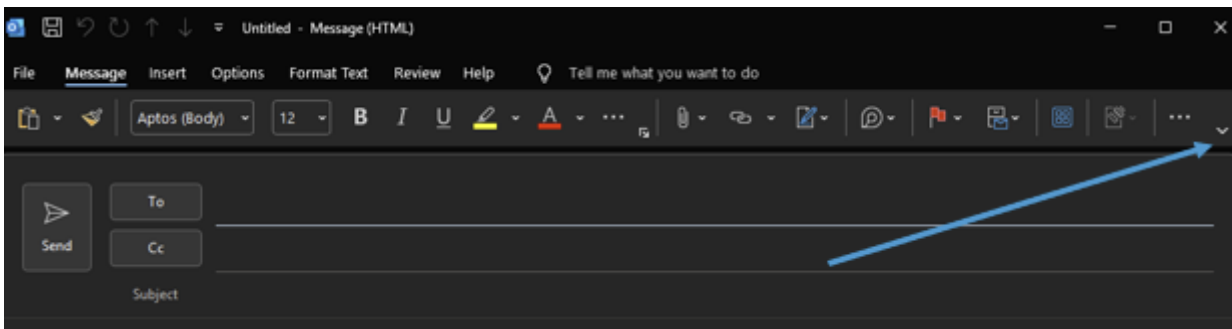 Untitled - Message (HTML)
File Message Insert Options Format Text Review Help Tell me what you want to do
Aptos (Body) 12 B I U A
To
Send Cc
Subject